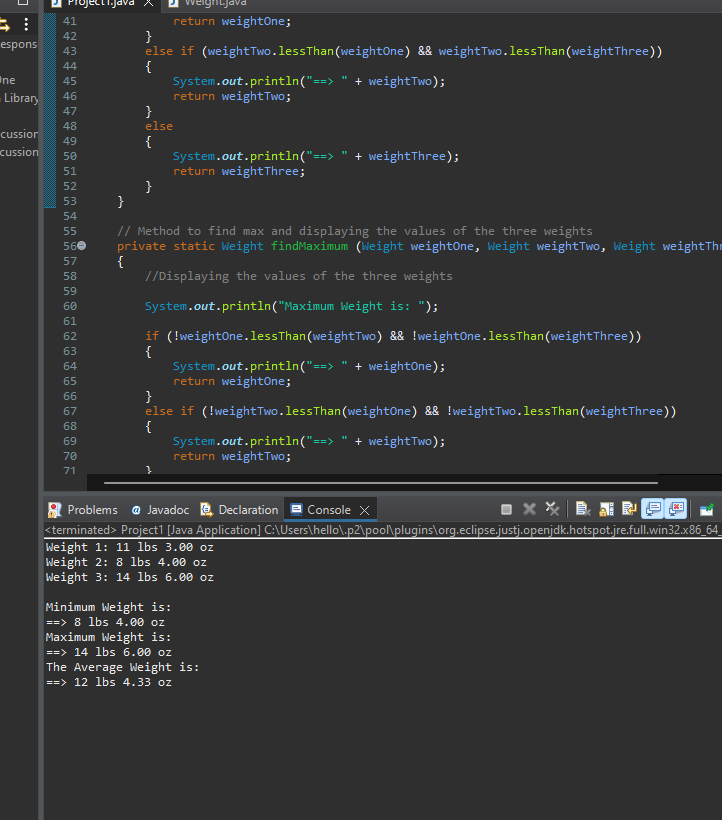 Project1.java Weight.java
41 return weightOne;
esponse
42 }
43 else if (weightTwo.lessThan(weightOne) && weightTwo.lessThan(weightThree))
44 {
One
45 System.out.println("==> " + weightTwo);
Library
46 return weightTwo;
47 }
48 else
cussion
49 {
cussion
50 System.out.println("==> " + weightThree);
51 return weightThree;
52 }
53 }
54
55 // Method to find max and displaying the values of the three weights
56 private static Weight findMaximum (Weight weightOne, Weight weightTwo, Weight weightThr
57 {
58 //Displaying the values of the three weights
59
60 System.out.println("Maximum Weight is: ");
61
62 if (!weightOne.lessThan(weightTwo) && !weightOne.lessThan(weightThree))
63 {
64 System.out.println("==> " + weightOne);
65 return weightOne;
66 }
67 else if (!weightTwo.lessThan(weightOne) && !weightTwo.lessThan(weightThree))
68 {
69 System.out.println("==> " + weightTwo);
70 return weightTwo;
71 }
Problems @ Javadoc Declaration Console
<terminated> Project1 [Java Application] C:\Users\hello\.p2\pool\plugins\org.eclipse.justj.openjdk.hotspot.jre.full.win32.x86_64_
Weight 1: 11 lbs 3.00 oz
Weight 2: 8 lbs 4.00 oz
Weight 3: 14 lbs 6.00 oz
Minimum Weight is:
==> 8 lbs 4.00 oz
Maximum Weight is:
==> 14 lbs 6.00 oz
The Average Weight is:
==> 12 lbs 4.33 oz